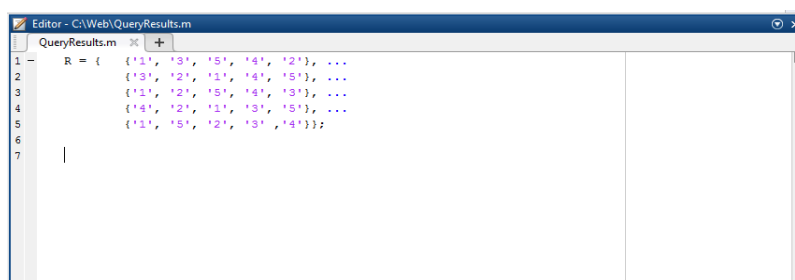 Editor - C:\Web\QueryResults.m
QueryResults.m × +
1 - R = { {'1', '3', '5', '4', '2'}, ...
2 {'3', '2', '1', '4', '5'}, ...
3 {'1', '2', '5', '4', '3'}, ...
4 {'4', '2', '1', '3', '5'}, ...
5 {'1', '5', '2', '3' ,'4'}};
6
7